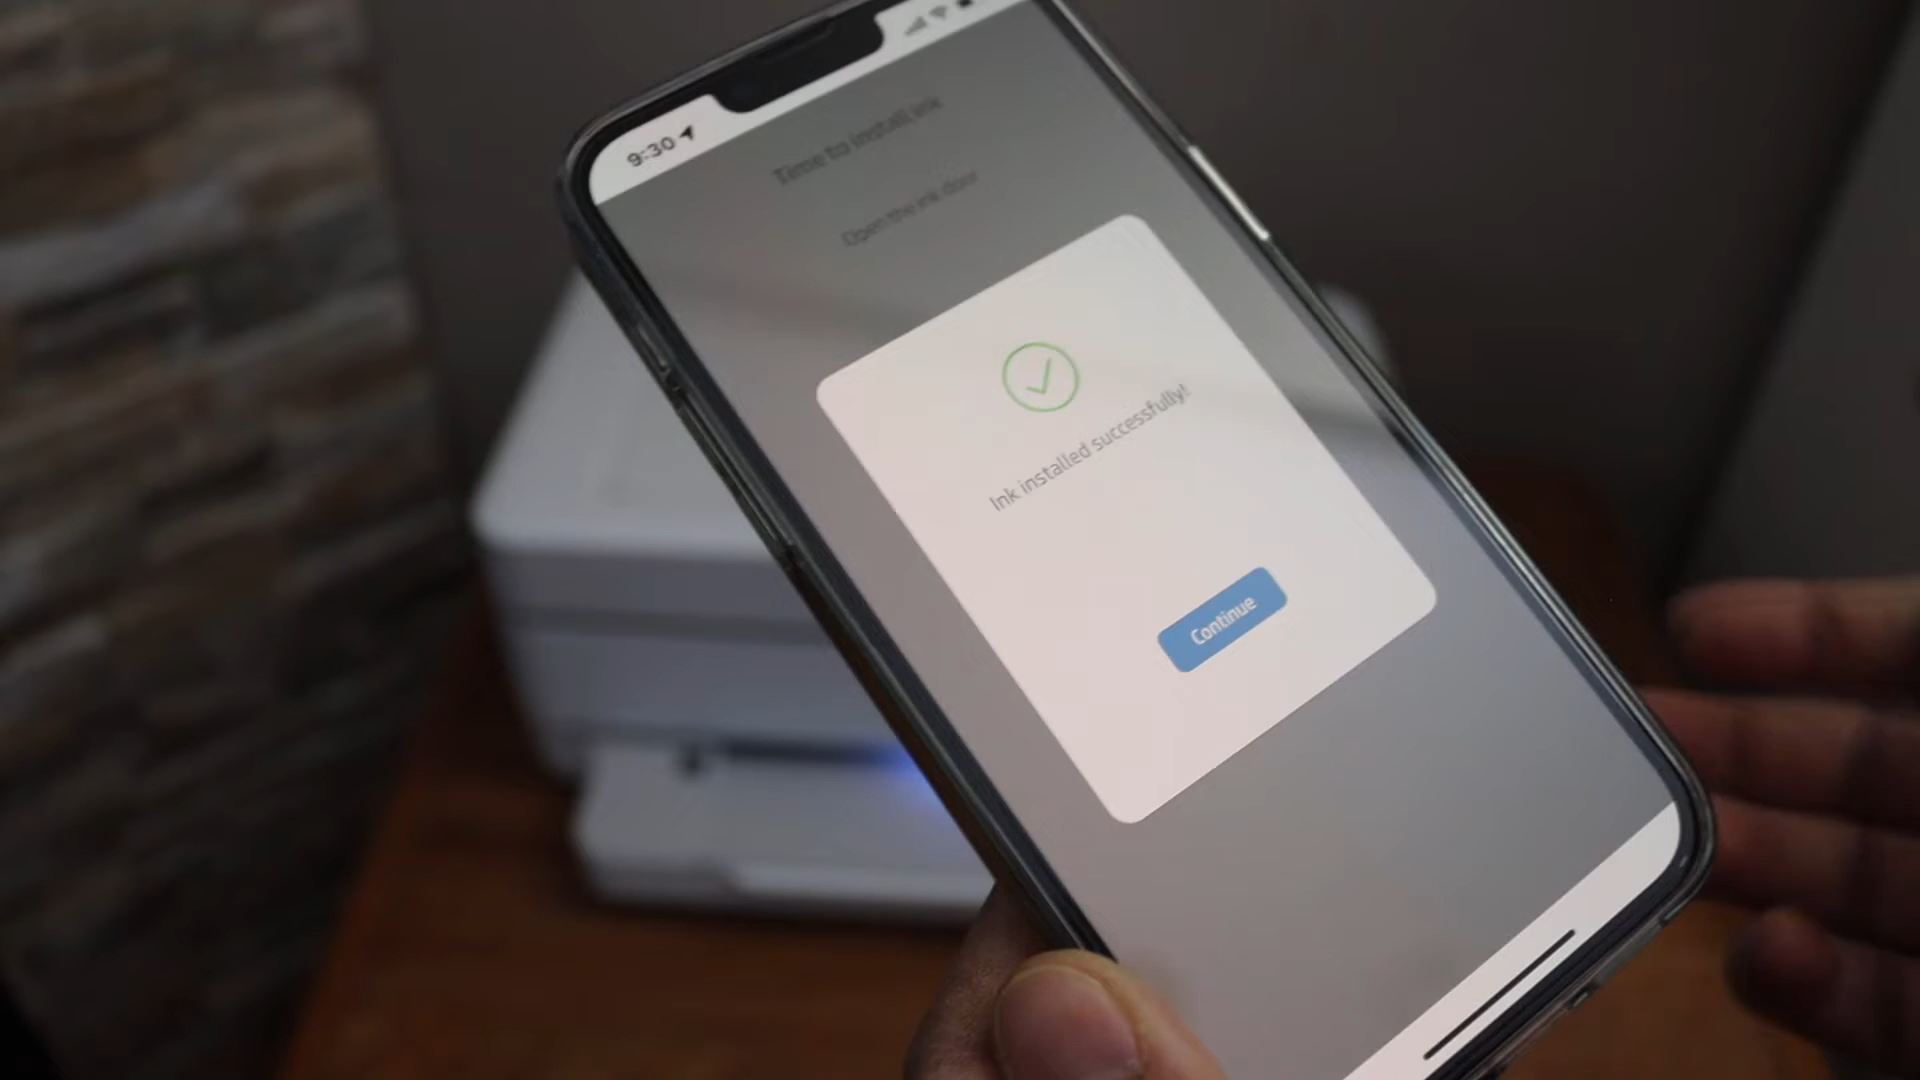 9:30
Time to install ink
Open the ink door
Ink installed successfully!
Continue